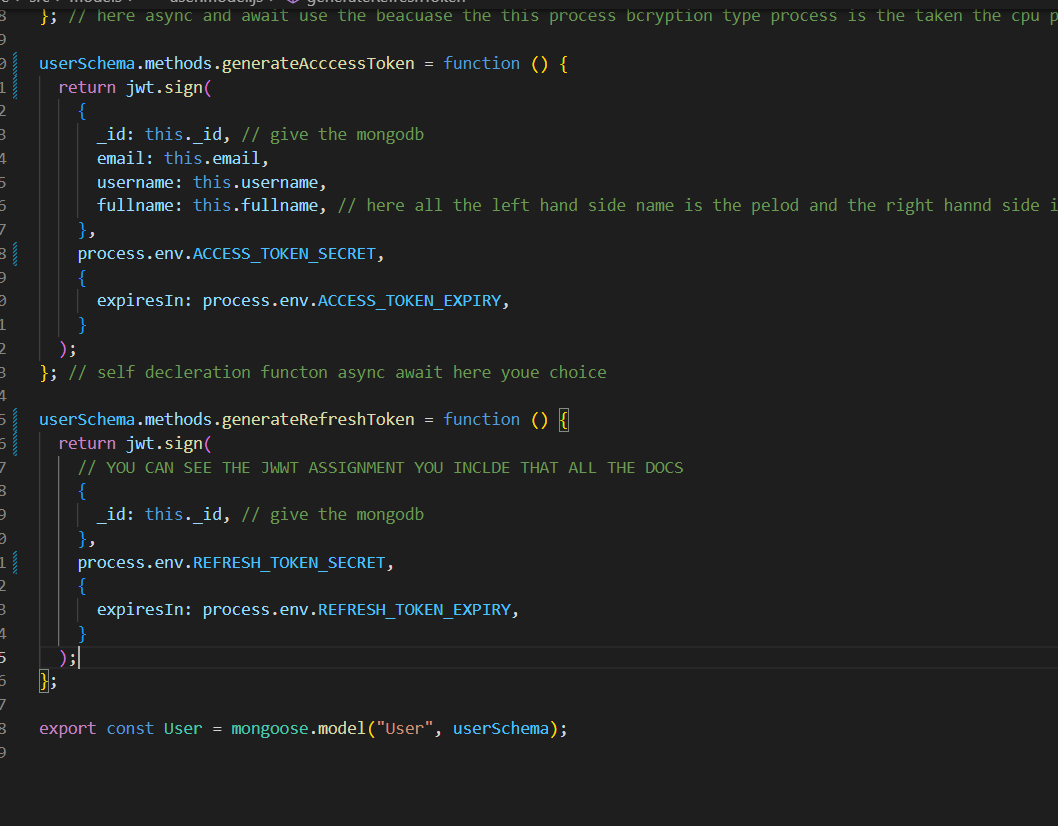 }; // here async and await use the beacuase the this process bcryption type process is the taken the cpu p
userSchema.methods.generateAcccessToken = function () {
return jwt.sign(
{
_id: this._id, // give the mongodb
email: this.email,
username: this.username,
fullname: this.fullname, // here all the left hand side name is the pelod and the right hannd side i
},
process.env.ACCESS_TOKEN_SECRET,
{
expiresIn: process.env.ACCESS_TOKEN_EXPIRY,
}
);
}; // self decleration functon async await here youe choice
userSchema.methods.generateRefreshToken = function () {
return jwt.sign(
// YOU CAN SEE THE JWWT ASSIGNMENT YOU INCLDE THAT ALL THE DOCS
{
_id: this._id, // give the mongodb
},
process.env.REFRESH_TOKEN_SECRET,
{
expiresIn: process.env.REFRESH_TOKEN_EXPIRY,
}
);
};
export const User = mongoose.model("User", userSchema);